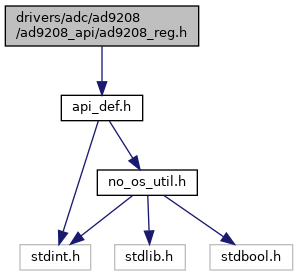 drivers/adc/ad9208
/ad9208_api/ad9208_reg.h
api_def.h
no_os_util.h
stdint.h
stdlib.h
stdbool.h